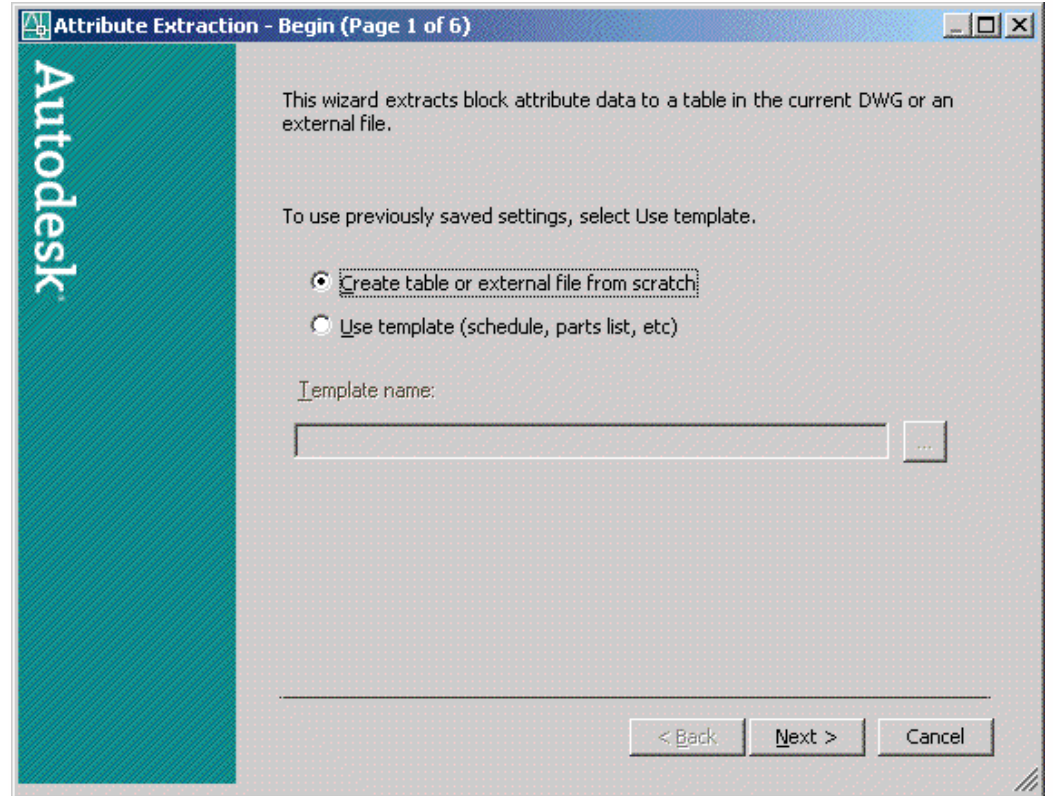 Attribute Extraction - Begin (Page 1 of 6)
Autodesk
This wizard extracts block attribute data to a table in the current DWG or an
external file.
To use previously saved settings, select Use template.
Create table or external file from scratch
Use template (schedule, parts list, etc)
Template name:
...
< Back
Next >
Cancel